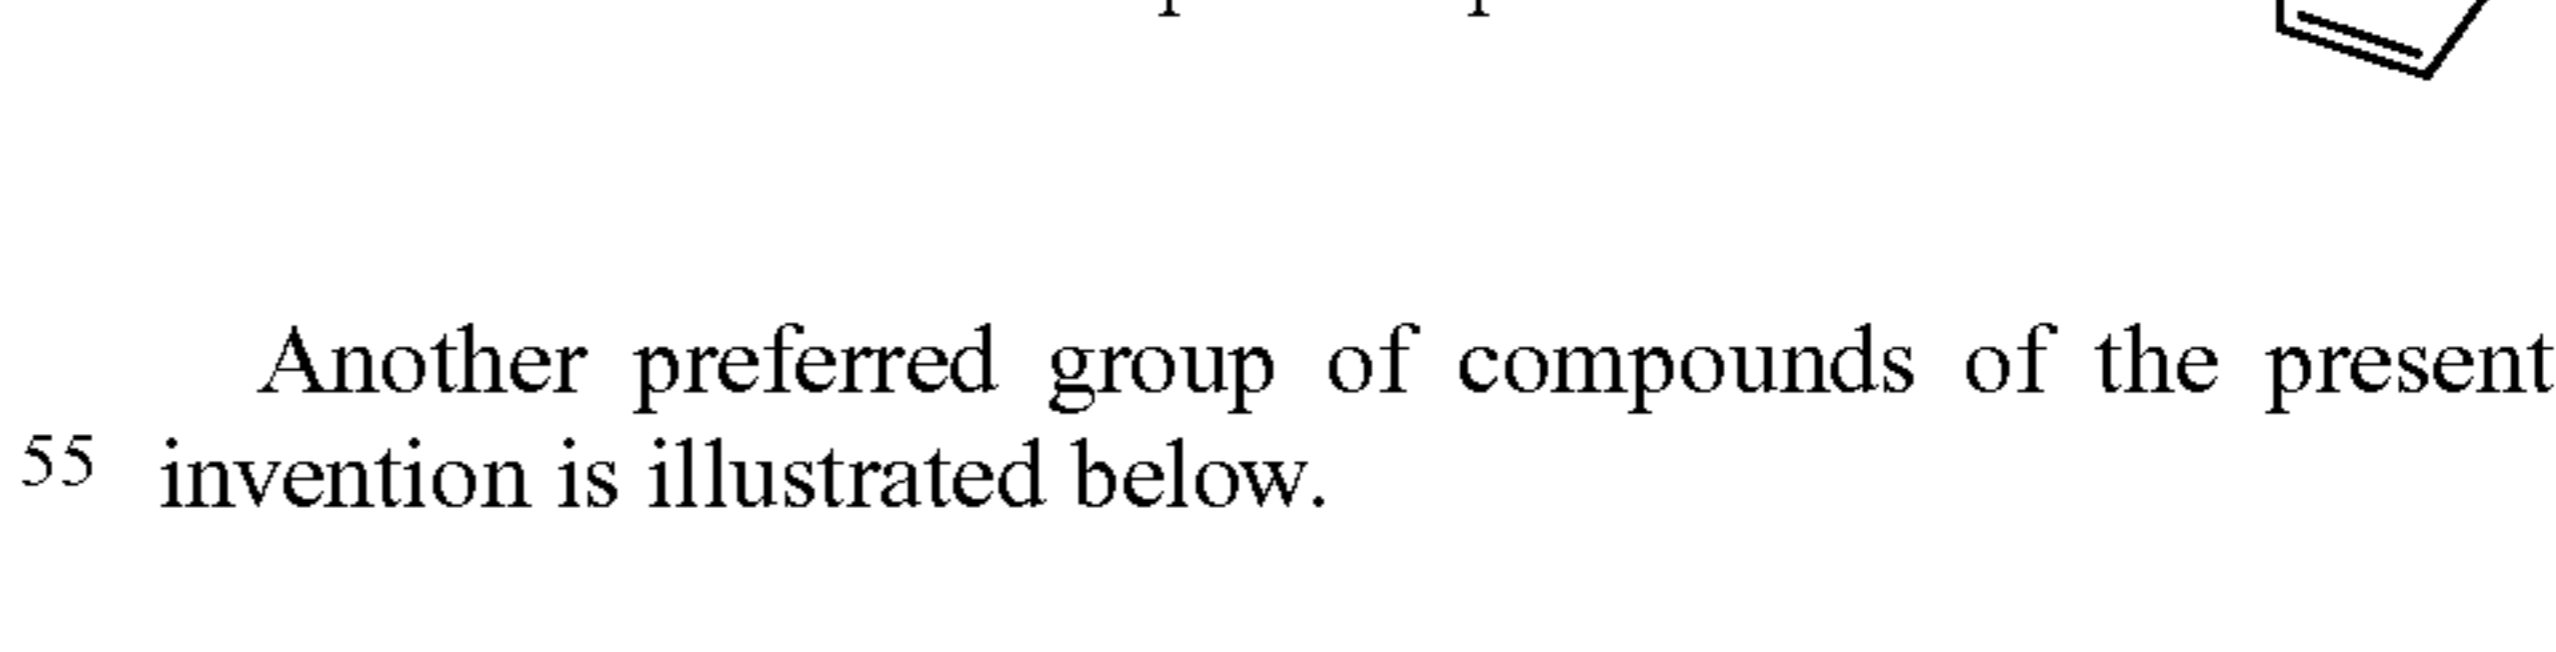 Another preferred group of compounds of the present
55 invention is illustrated below.